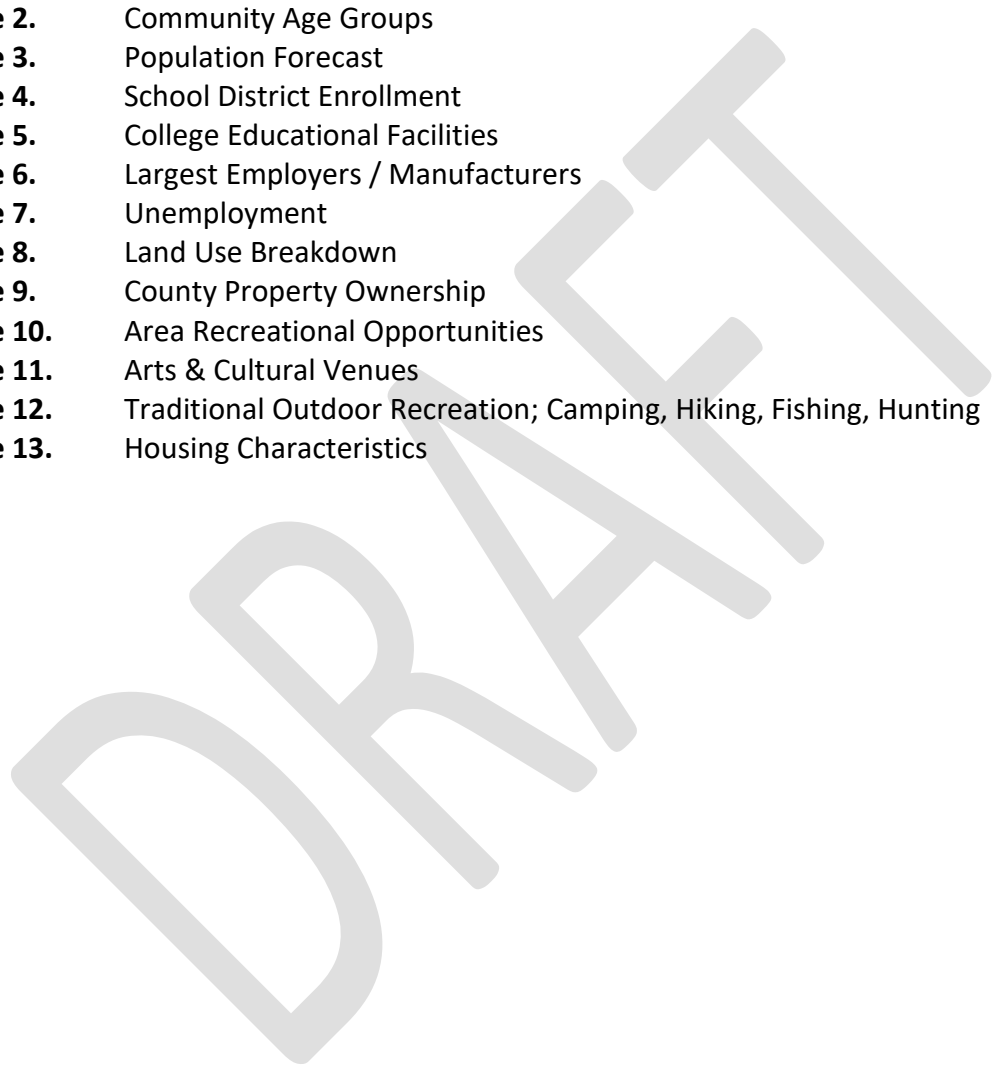 e 2. Community Age Groups
e 3. Population Forecast
e 4. School District Enrollment
e 5. College Educational Facilities
e 6. Largest Employers / Manufacturers
e 7. Unemployment
e 8. Land Use Breakdown
e 9. County Property Ownership
e 10. Area Recreational Opportunities
e 11. Arts & Cultural Venues
e 12. Traditional Outdoor Recreation; Camping, Hiking, Fishing, Hunting
e 13. Housing Characteristics
DRAFT